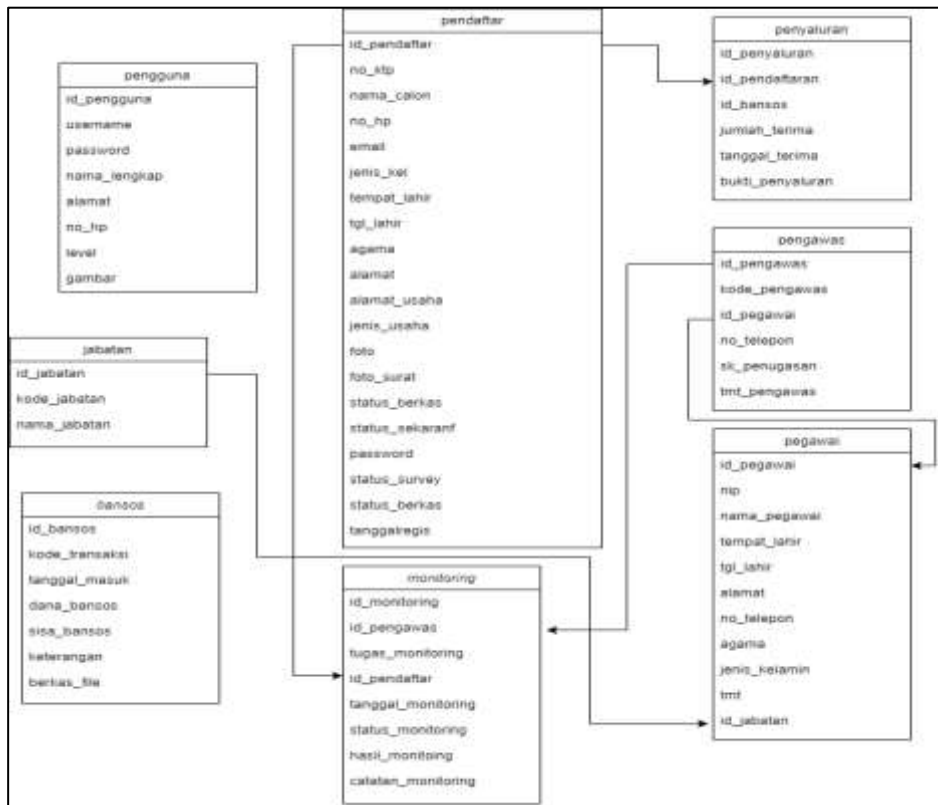 pengguna
id_pengguna
username
password
nama_lengkap
alamat
no_hp
level
gambar
jabatan
id_jabatan
kode_jabatan
nama_jabatan
bansos
id_bansos
kode_transaksi
tanggal_masuk
dana_bansos
sisa_bansos
keterangan
berkas_file
pendaftar
id_pendaftar
no_ktp
nama_calon
no_hp
email
jenis_kel
tempat_lahir
tgl_lahir
agama
alamat
alamat_usaha
jenis_usaha
foto
foto_surat
status_berkas
status_sekaranf
password
status_survey
status_berkas
tanggalregis
monitoring
id_monitoring
id_pengawas
tugas_monitoring
id_pendaftar
tanggal_monitoring
status_monitoring
hasil_monitoing
catatan_monitoring
penyaluran
id_penyaluran
id_pendaftaran
id_bansos
jumlah_terima
tanggal_terima
bukti_penyaluran
pengawas
id_pengawas
kode_pengawas
id_pegawai
no_telepon
sk_penugasan
tmt_pengawas
pegawai
id_pegawai
nip
nama_pegawai
tempat_lahir
tgl_lahir
alamat
no_telepon
agama
jenis_kelamin
tmt
id_jabatan